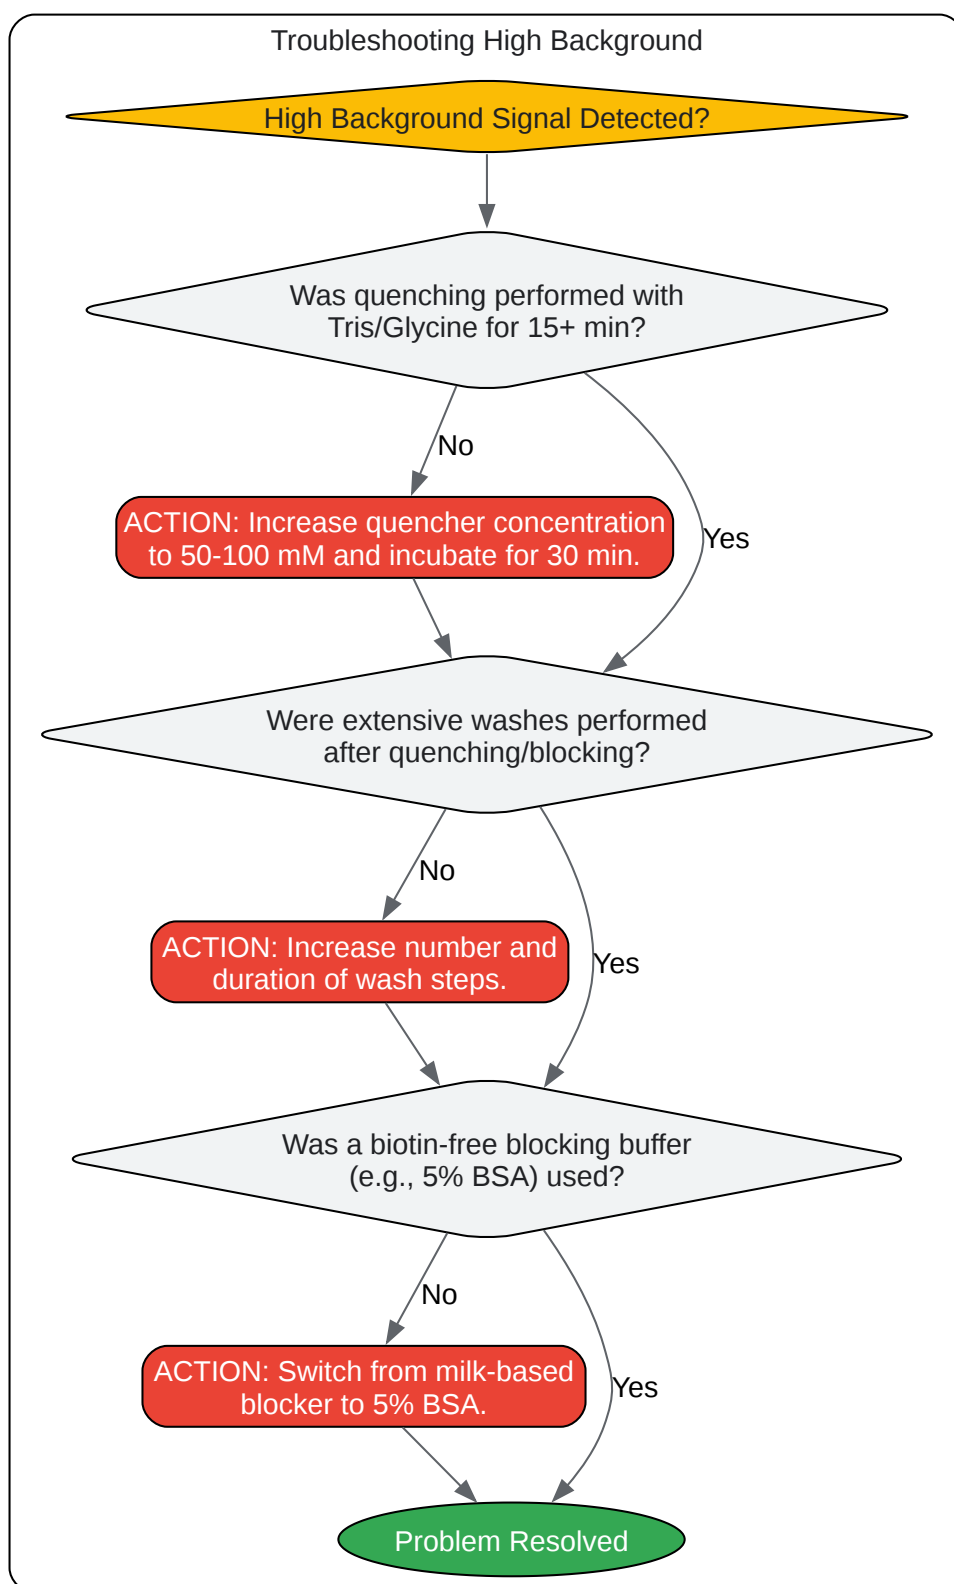 Troubleshooting High Background
High Background Signal Detected?
Was quenching performed with
Tris/Glycine for 15+ min?
No
ACTION: Increase quencher concentration
to 50-100 mM and incubate for 30 min.
Yes
Were extensive washes performed
after quenching/blocking?
No
ACTION: Increase number and
duration of wash steps.
Yes
Was a biotin-free blocking buffer
(e.g., 5% BSA) used?
No
ACTION: Switch from milk-based
blocker to 5% BSA.
Yes
Problem Resolved